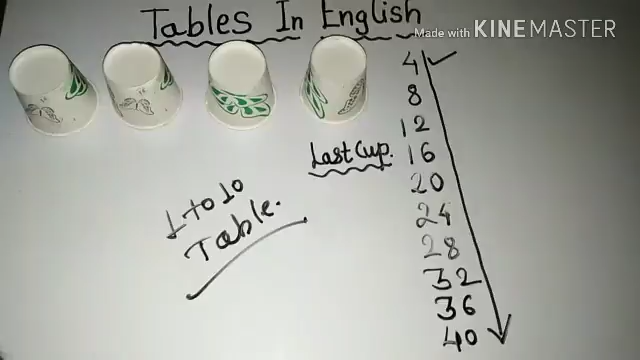 Tables In English
Made with KINEMASTER
4
8
12
Last Cup.
16
20
24
28
32
36
40
1 to 10
Table.